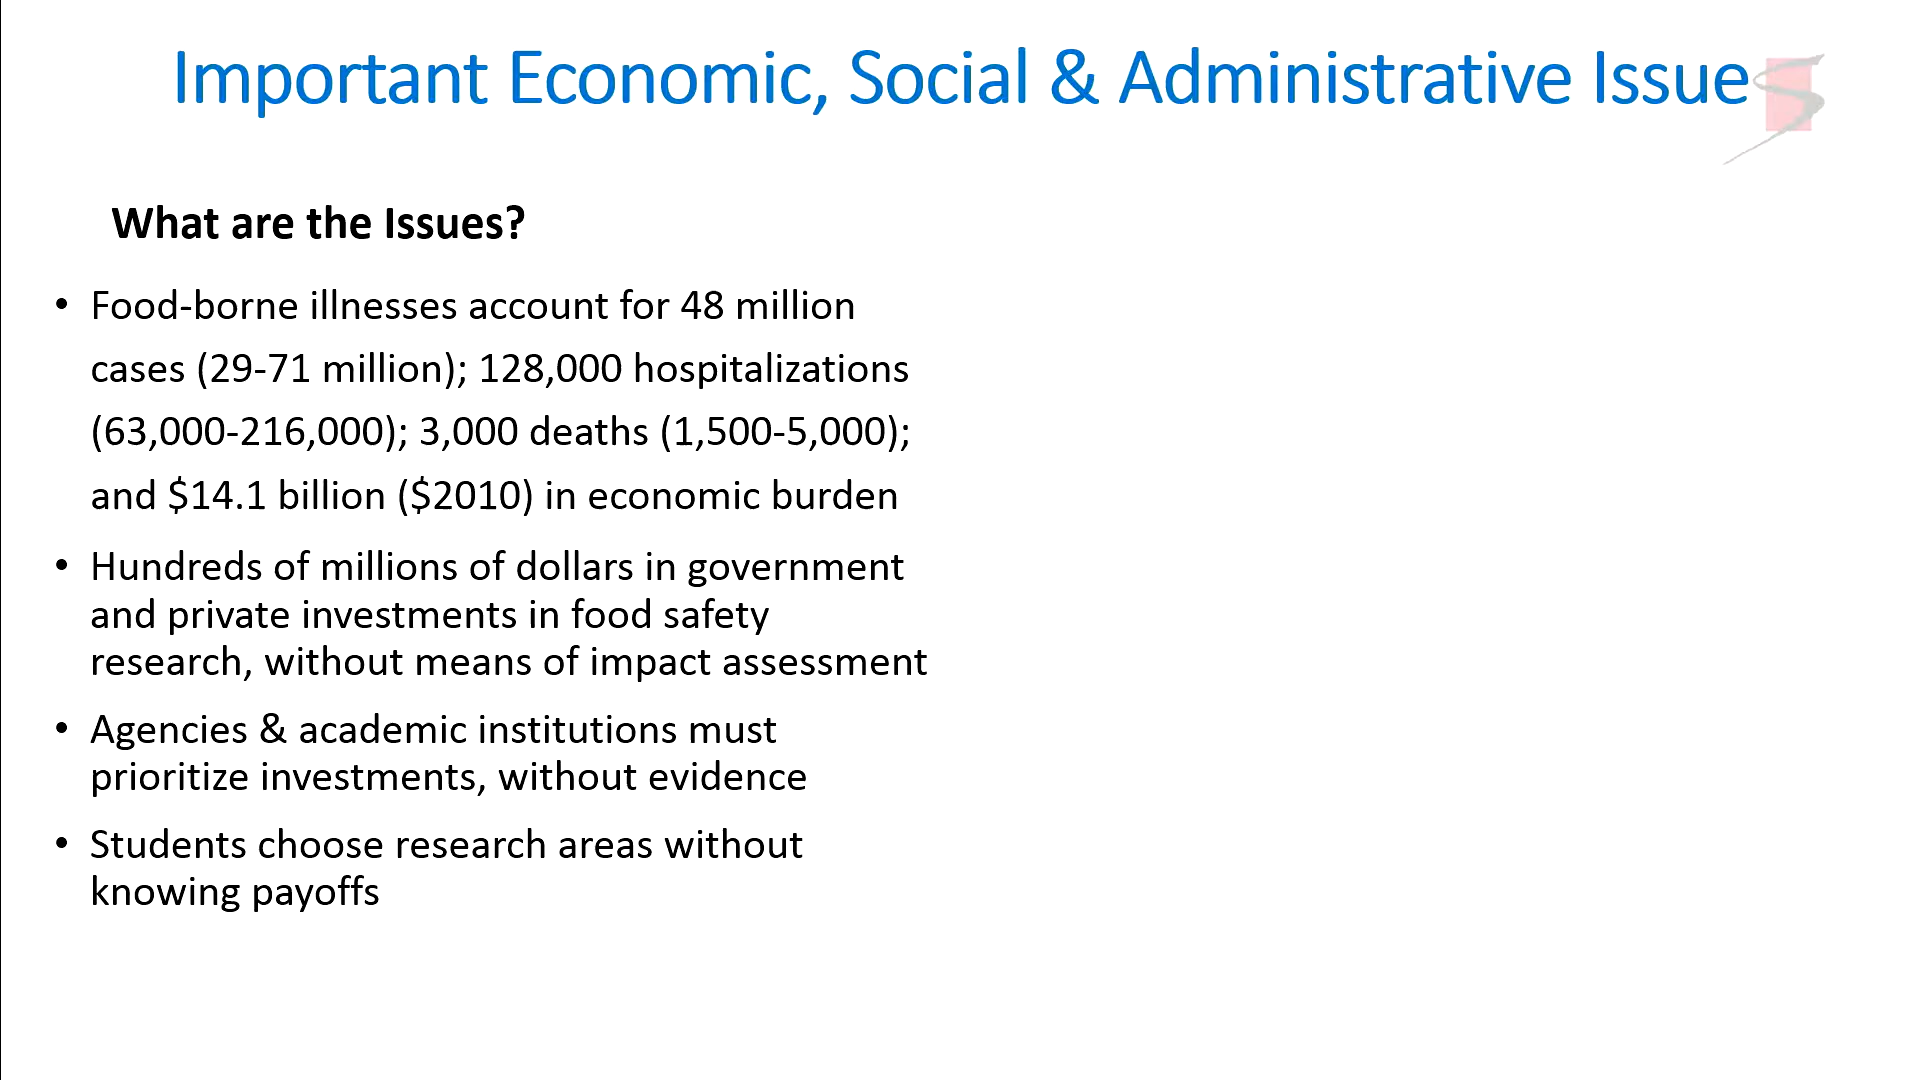 Important Economic, Social & Administrative Issue
What are the Issues?
• Food-borne illnesses account for 48 million
cases (29-71 million); 128,000 hospitalizations
(63,000-216,000); 3,000 deaths (1,500-5,000);
and $14.1 billion ($2010) in economic burden
• Hundreds of millions of dollars in government
and private investments in food safety
research, without means of impact assessment
• Agencies & academic institutions must
prioritize investments, without evidence
• Students choose research areas without
knowing payoffs